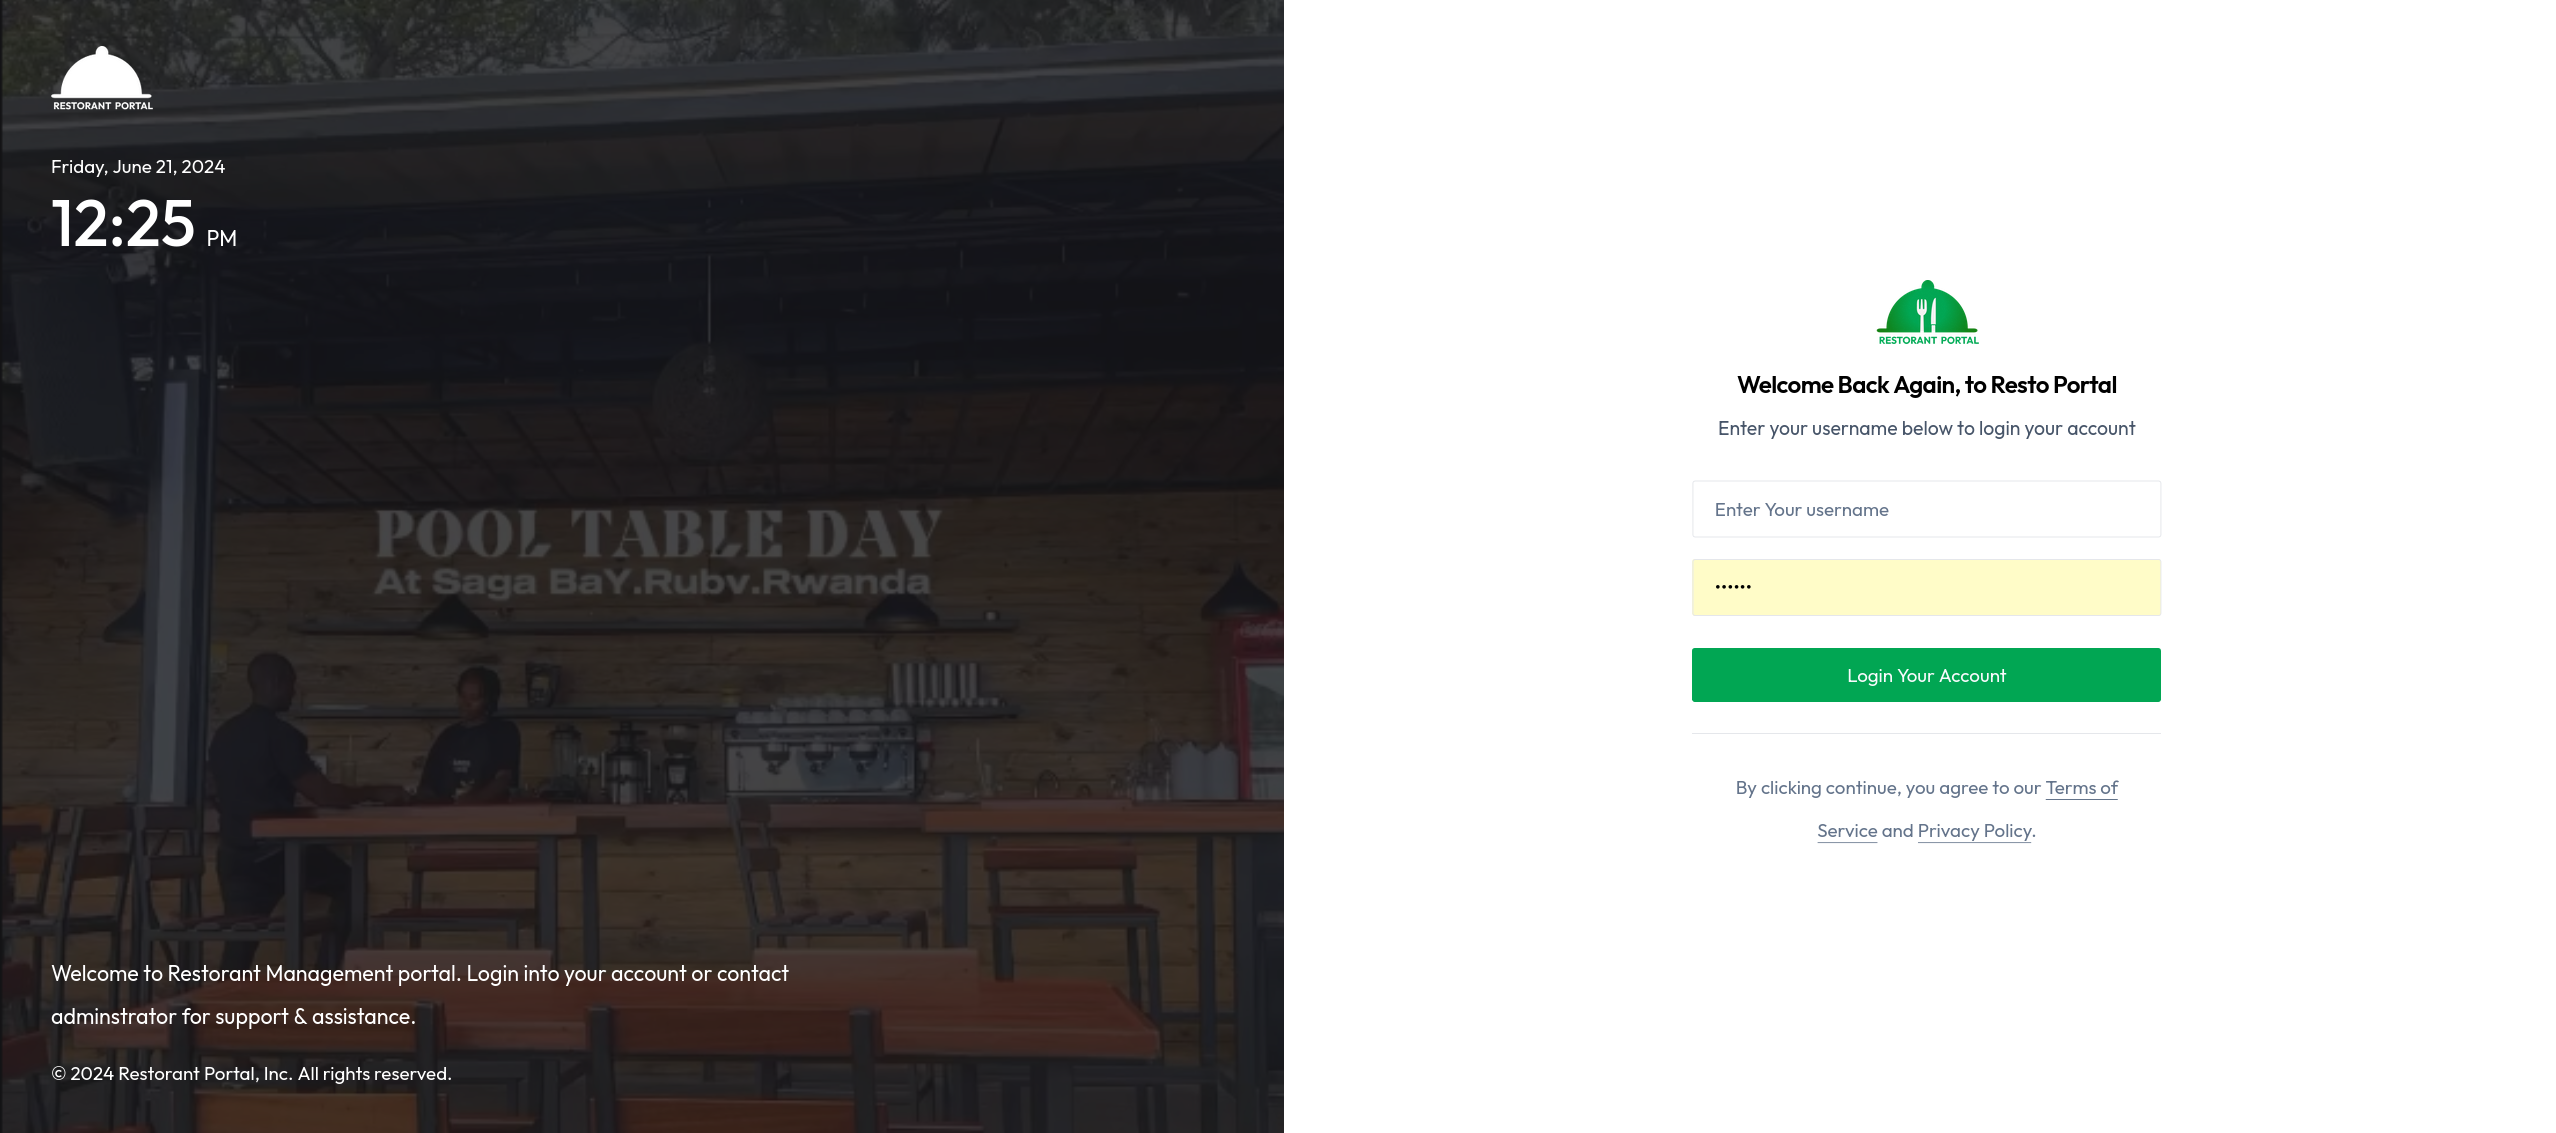 RESTORANT PORTAL
Friday, June 21, 2024
12:25 PM
POOL TABLE DAY
At Saga BaY.Rubv.Rwanda
Welcome to Restorant Management portal. Login into your account or contact
adminstrator for support & assistance.
© 2024 Restorant Portal, Inc. All rights reserved.
RESTORANT PORTAL
Welcome Back Again, to Resto Portal
Enter your username below to login your account
Enter Your username
••••••
Login Your Account
By clicking continue, you agree to our Terms of
Service and Privacy Policy.